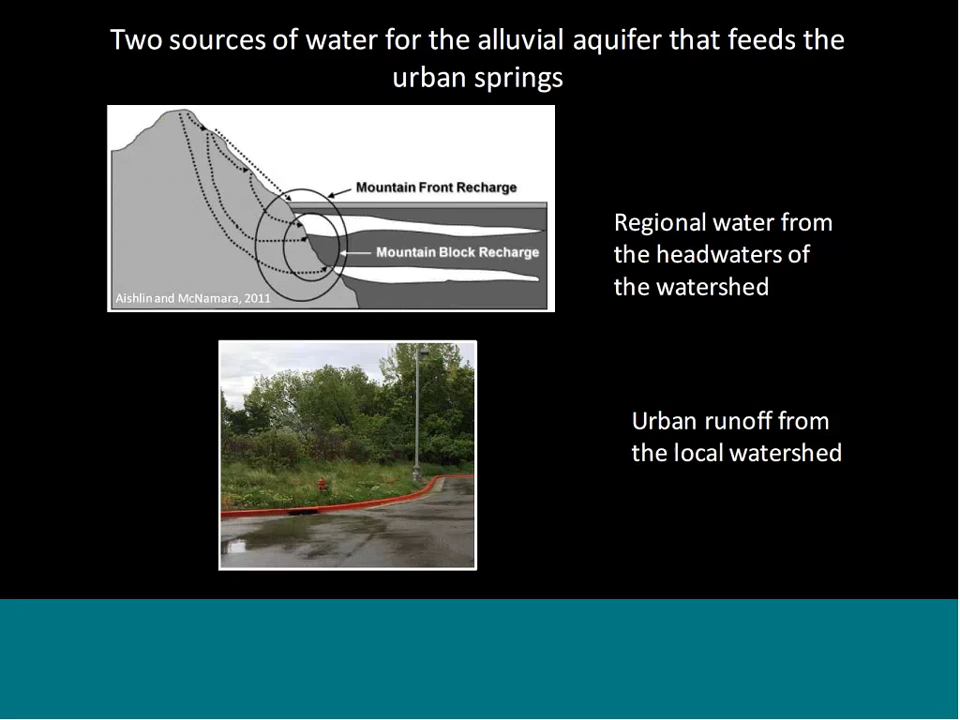 Two sources of water for the alluvial aquifer that feeds the
urban springs
Mountain Front Recharge
Mountain Block Recharge
Aishlin and McNamara, 2011
Regional water from
the headwaters of
the watershed
Urban runoff from
the local watershed